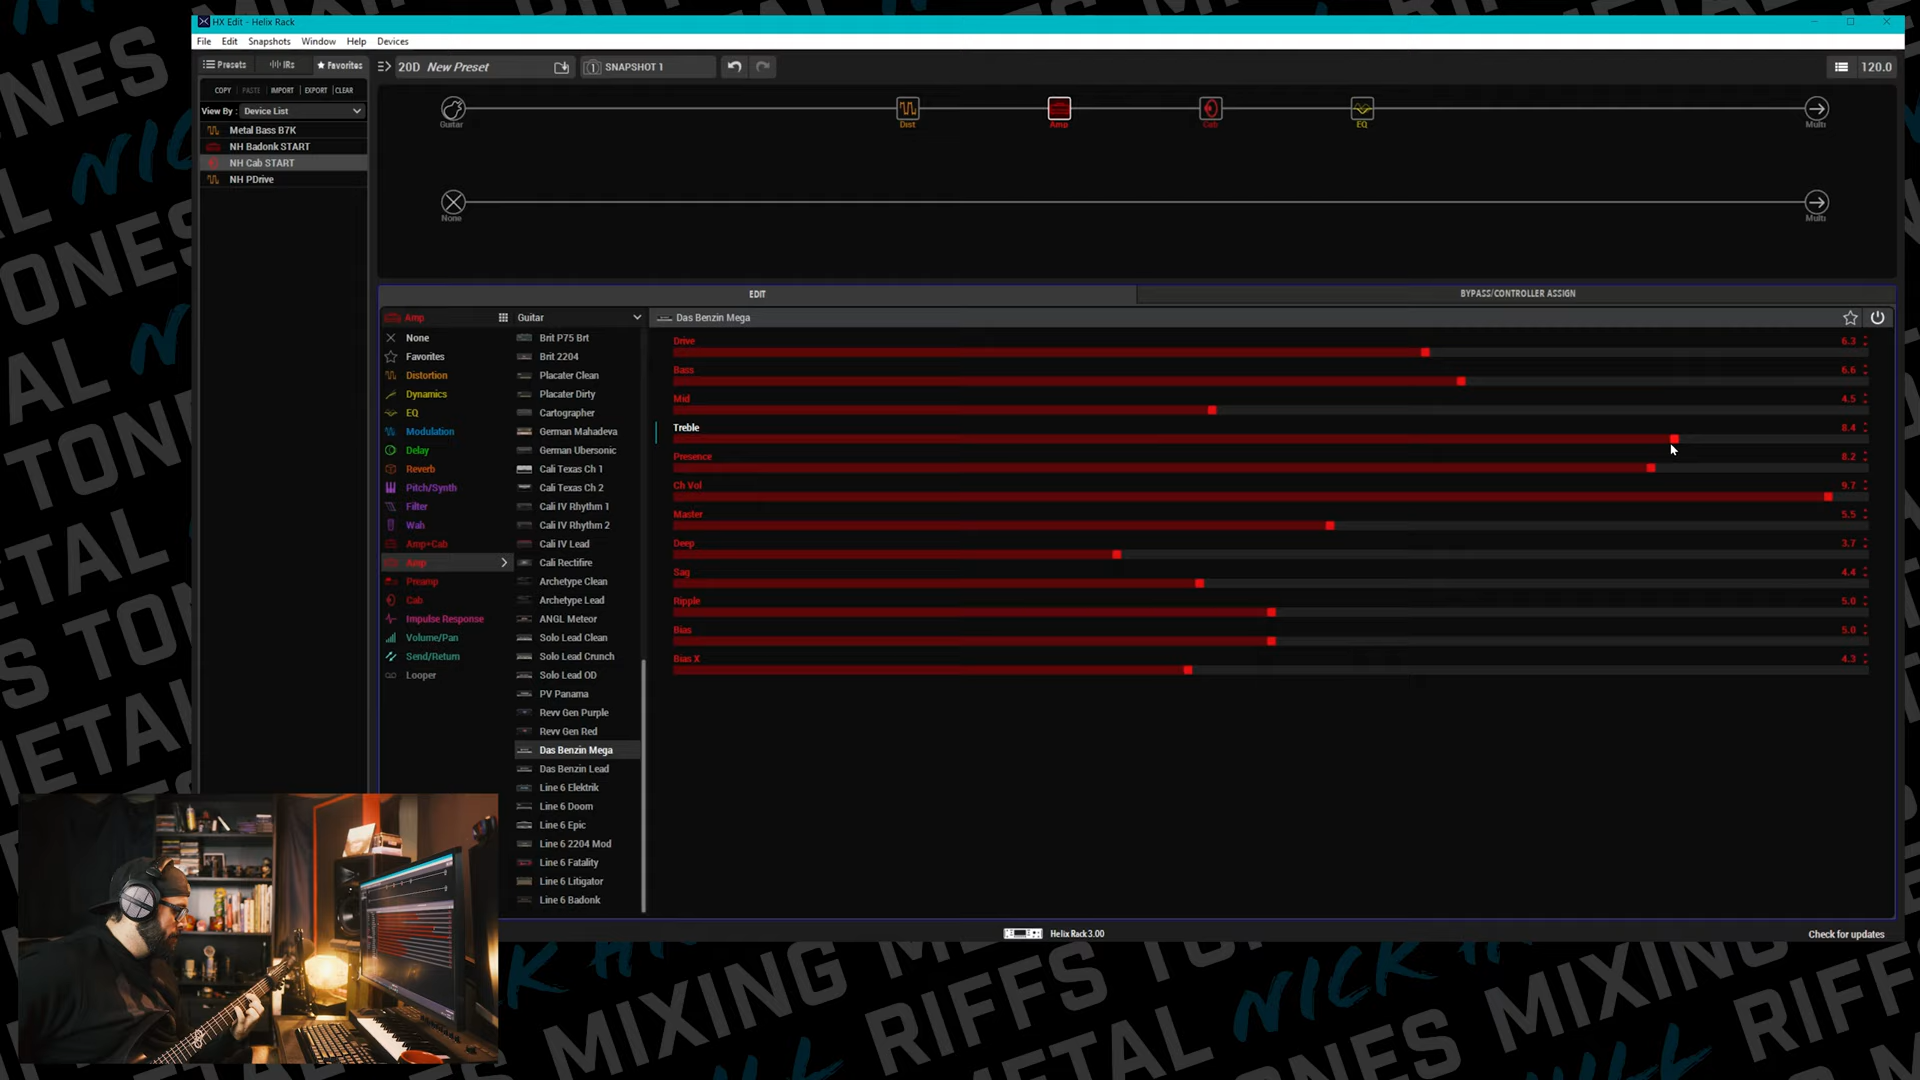 HX Edit - Helix Rack
File Edit Snapshots Window Help Devices
Presets IRs Favorites
20D New Preset
SNAPSHOT 1
120.0
COPY PASTE IMPORT EXPORT CLEAR
View By : Device List
Metal Bass B7K
NH Badonk START
NH Cab START
NH PDrive
Guitar Dist Amp Cab EQ Multi
None Multi
EDIT
BYPASS/CONTROLLER ASSIGN
Amp
None
Favorites
Distortion
Dynamics
EQ
Modulation
Delay
Reverb
Pitch/Synth
Filter
Wah
Amp+Cab
Amp
Preamp
Cab
Impulse Response
Volume/Pan
Send/Return
Looper
Guitar
Brit P75 Brt
Brit 2204
Placater Clean
Placater Dirty
Cartographer
German Mahadeva
German Ubersonic
Cali Texas Ch 1
Cali Texas Ch 2
Cali IV Rhythm 1
Cali IV Rhythm 2
Cali IV Lead
Cali Rectifire
Archetype Clean
Archetype Lead
ANGL Meteor
Solo Lead Clean
Solo Lead Crunch
Solo Lead OD
PV Panama
Revv Gen Purple
Revv Gen Red
Das Benzin Mega
Das Benzin Lead
Line 6 Elektrik
Line 6 Doom
Line 6 Epic
Line 6 2204 Mod
Line 6 Fatality
Line 6 Litigator
Line 6 Badonk
Das Benzin Mega
Drive 6.3
Bass 6.6
Mid 4.5
Treble 8.4
Presence 8.2
Ch Vol 9.7
Master 5.5
Deep 3.7
Sag 4.4
Ripple 5.0
Bias 5.0
Bias X 4.3
Helix Rack 3.00
Check for updates
MIXING
RIFFS
METAL
TONES
NICK
MIXING